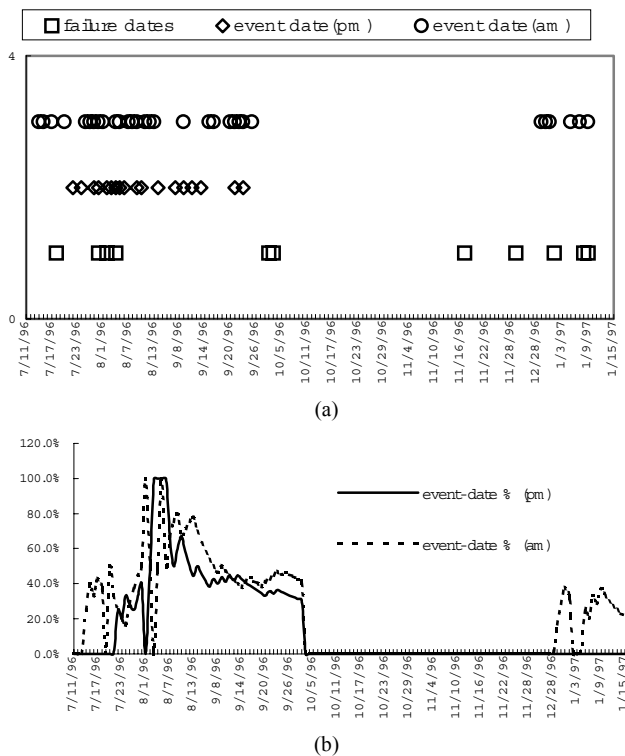 failure dates event date (pm) event date (am)
4
0
7/11/96 7/17/96 7/23/96 8/1/96 8/7/96 8/13/96 9/8/96 9/14/96 9/20/96 9/26/96 10/5/96 10/11/96 10/17/96 10/23/96 10/29/96 11/4/96 11/10/96 11/16/96 11/22/96 11/28/96 12/28/96 1/3/97 1/9/97 1/15/97
(a)
120.0%
100.0%
80.0%
60.0%
40.0%
20.0%
0.0%
event-date % (pm)
event-date % (am)
7/11/96 7/17/96 7/23/96 8/1/96 8/7/96 8/13/96 9/8/96 9/14/96 9/20/96 9/26/96 10/5/96 10/11/96 10/17/96 10/23/96 10/29/96 11/4/96 11/10/96 11/16/96 11/22/96 11/28/96 12/28/96 1/3/97 1/9/97 1/15/97
(b)